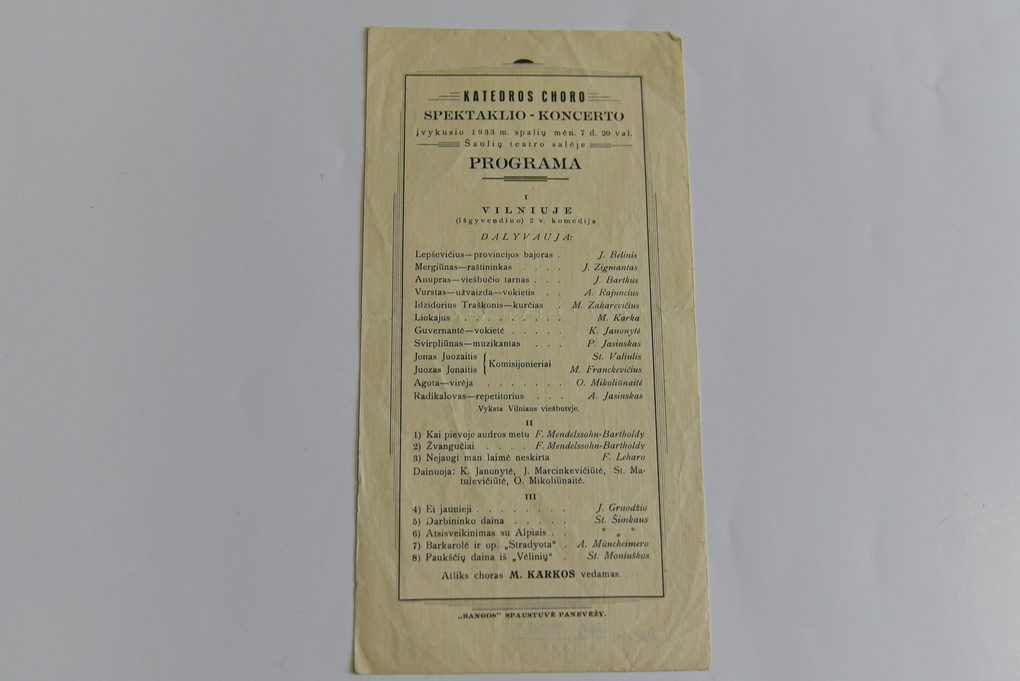 KATEDROS CHORO
SPEKTAKLIO - KONCERTO
įvykusio 1933 m. spalių mėn. 7 d. 20 val.
Šaulių teatro salėje
PROGRAMA
I
VILNIUJE
(Išgyvendino) 2 v. komedija
DALYVAUJA:
Lepševičius—provincijos bajoras . J. Belinis
Mergiūnas—raštininkas . . . . J. Zigmantas
Anupras—viešbučio tarnas . . . J. Bartkus
Vurstas—užvaizda—vokietis . . A. Rajuncius
Idzidorius Traškonis—kurčias . M. Zakarevičius
Liokajus . . . . . . . . . M. Karka
Guvernantė—vokietė . . . . . K. Janonytė
Svirpliūnas—muzikantas . . . P. Jasinskas
Jonas Juozaitis { St. Valiulis
Komisijonieriai
Juozas Jonaitis { M. Franckevičius
Agota—virėja . . . . . . . O. Mikoliūnaitė
Radikalovas—repetitorius . . . A. Jasinskas
Vyksta Vilniaus viešbutyje.
II
1) Kai pievoje audros metu F. Mendelssohn-Bartholdy
2) Žvangučiai . . . . F. Mendelssohn-Bartholdy
3) Nejaugi man laimė neskirta F. Leharo
Dainuoja: K. Janonytė, J. Marcinkevičiūtė, St. Ma-
tulevičiūtė, O. Mikoliūnaitė.
III
4) Ei jaunieji . . . . . . . . J. Gruodžio
5) Darbininko daina . . . . . St. Šimkaus
6) Atsisveikinimas su Alpiais . . * * *
7) Barkarolė ir op. „Stradyota“ . A. Müncheimero
8) Paukščių daina iš „Vėlinių“ . St. Moniuškos
Atliks choras M. KARKOS vedamas.
„BANGOS“ SPAUSTUVĖ PANEVĖŽY.